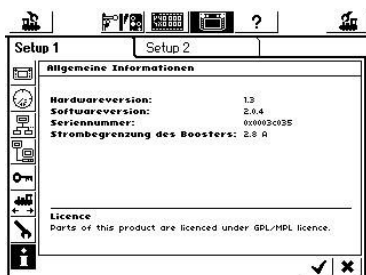 ?
Setup 1
Setup 2
Allgemeine Informationen
Hardwareversion: 1.3
Softwareversion: 2.0.4
Seriennummer: 0x0003c035
Strombegrenzung des Boosters: 2.8 A
Licence
Parts of this product are licenced under GPL/MPL licence.